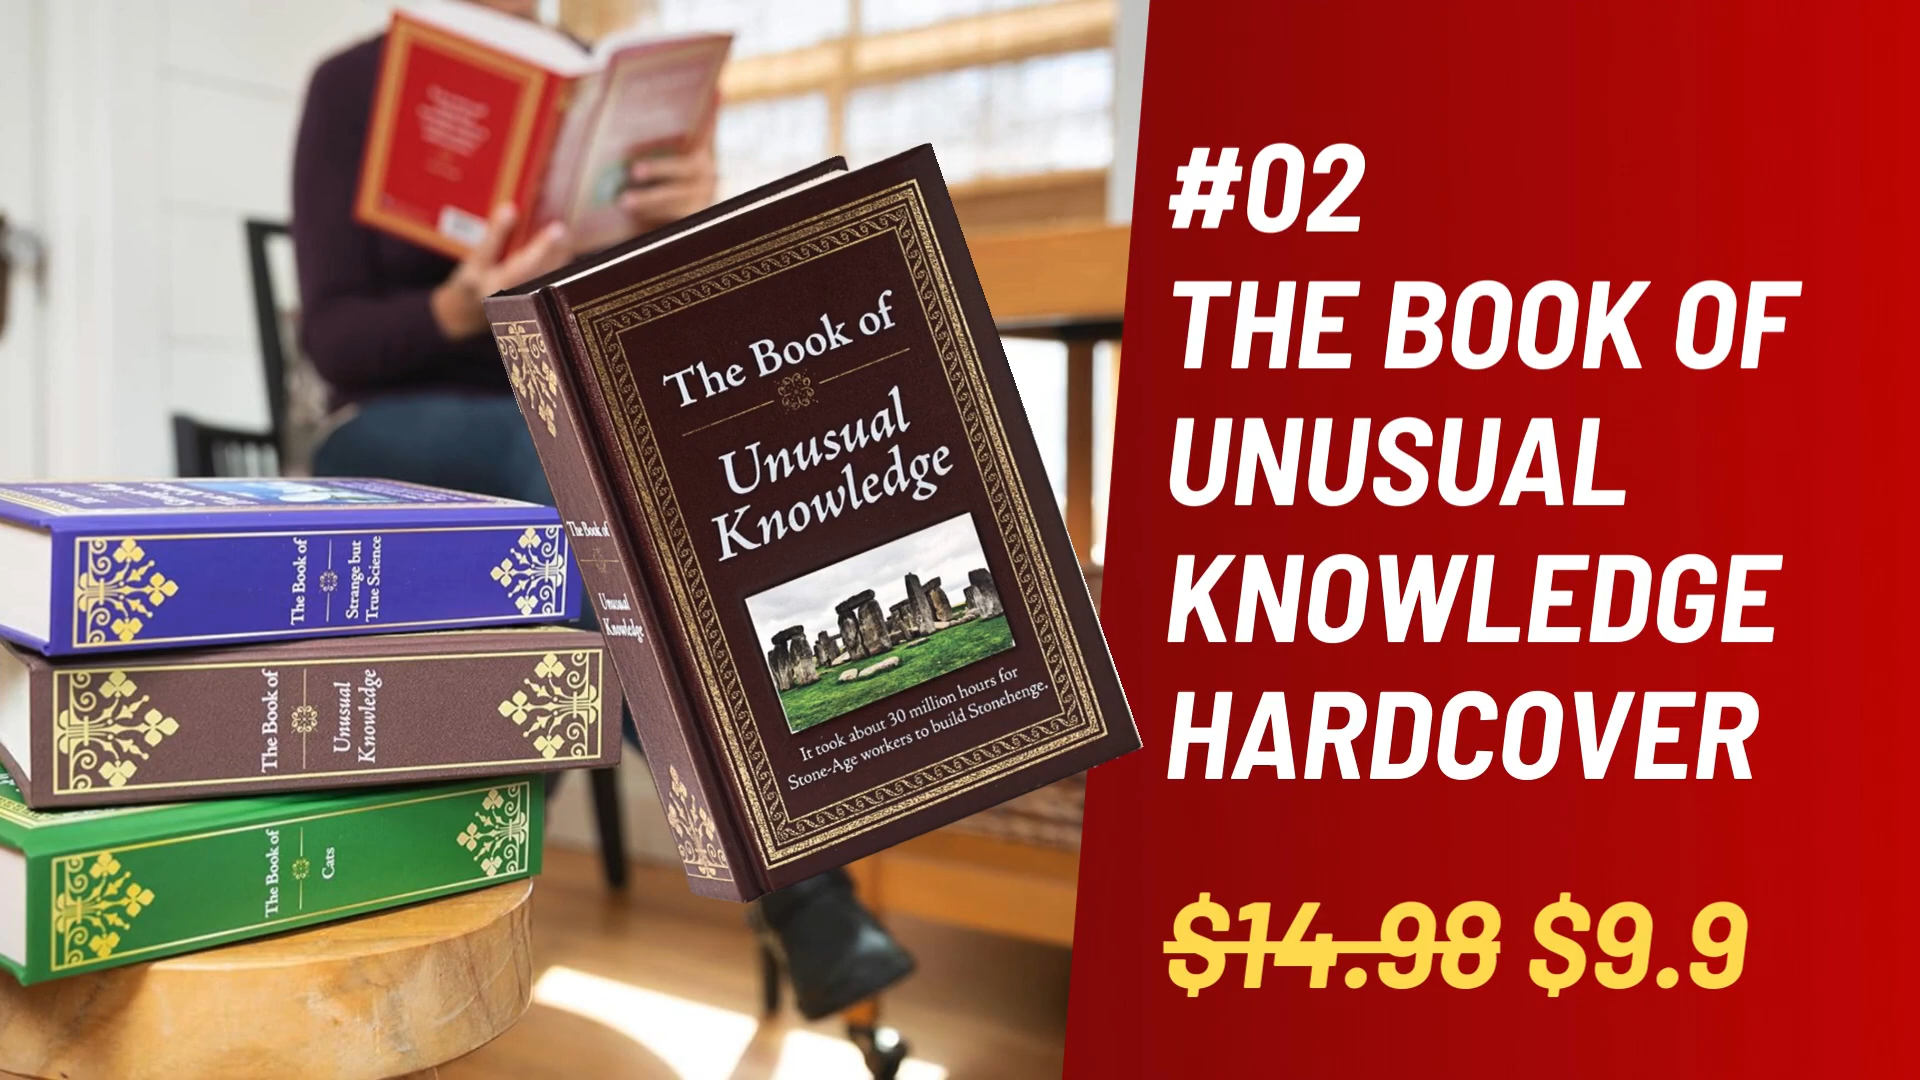 #02
THE BOOK OF
UNUSUAL
KNOWLEDGE
HARDCOVER
$14.98 $9.9
The Book of
Unusual
Knowledge
It took about 30 million hours for
Stone-Age workers to build Stonehenge.
The Book of
Unusual
Knowledge
The Book of
Strange but
True Science
The Book of
Unusual
Knowledge
The Book of
Cats